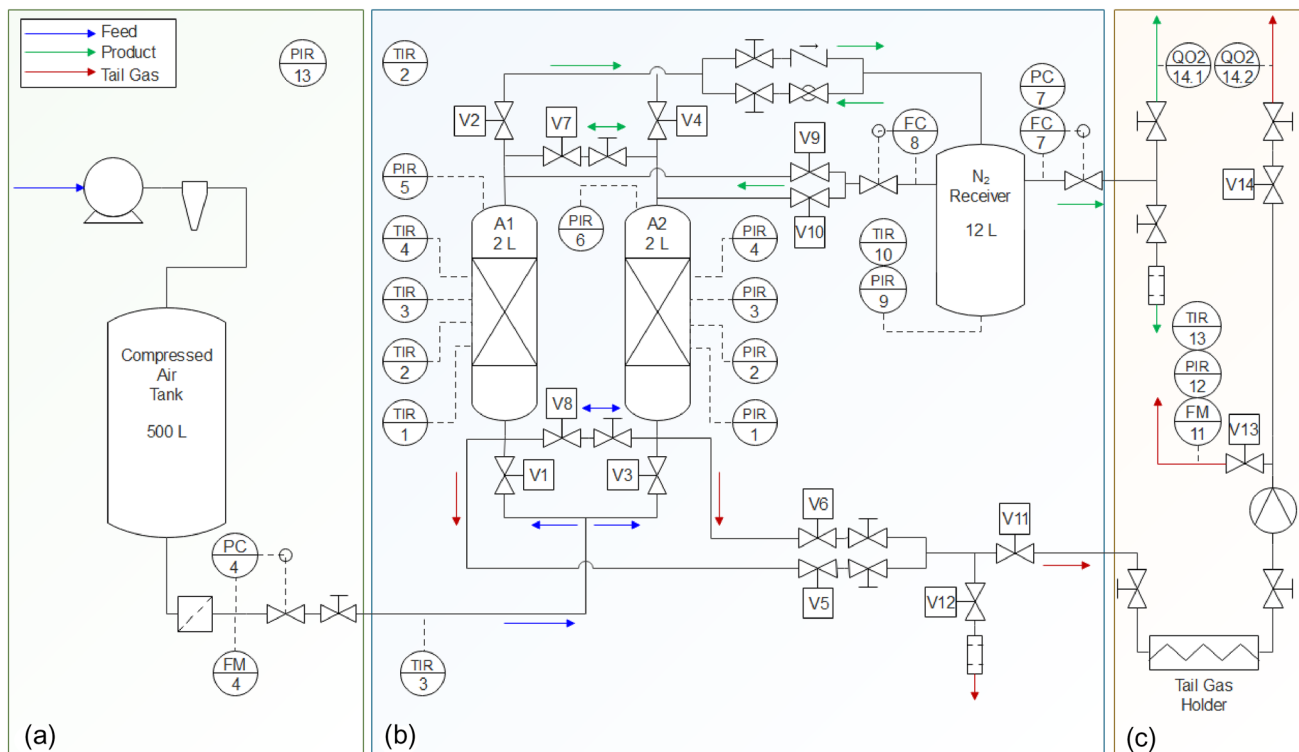 Feed
Product
Tail Gas
PIR
13
Compressed
Air
Tank
500 L
PC
4
FM
4
(a)
TIR
2
V2
V7
V4
PIR
5
TIR
4
TIR
3
TIR
2
TIR
1
A1
2 L
PIR
6
A2
2 L
PIR
4
PIR
3
PIR
2
PIR
1
V9
V10
FC
8
TIR
10
PIR
9
N2
Receiver
12 L
PC
7
FC
7
V8
V1
V3
V6
V5
V11
V12
TIR
3
(b)
QO2
14.1
QO2
14.2
V14
TIR
13
PIR
12
FM
11
V13
Tail Gas
Holder
(c)